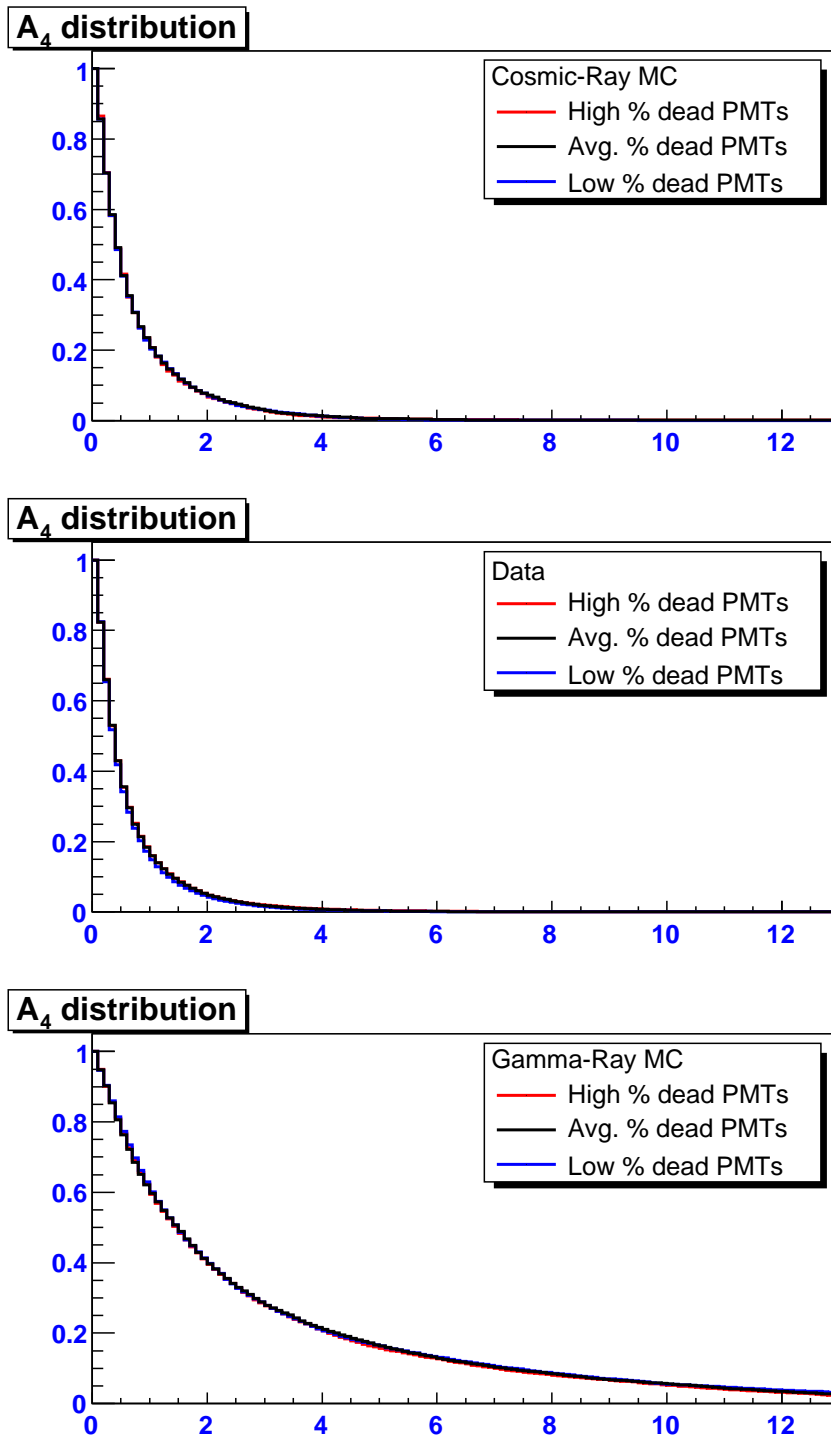 A4 distribution
Cosmic-Ray MC
High % dead PMTs
Avg. % dead PMTs
Low % dead PMTs
1
0.8
0.6
0.4
0.2
0
0 2 4 6 8 10 12
A4 distribution
Data
High % dead PMTs
Avg. % dead PMTs
Low % dead PMTs
1
0.8
0.6
0.4
0.2
0
0 2 4 6 8 10 12
A4 distribution
Gamma-Ray MC
High % dead PMTs
Avg. % dead PMTs
Low % dead PMTs
1
0.8
0.6
0.4
0.2
0
0 2 4 6 8 10 12